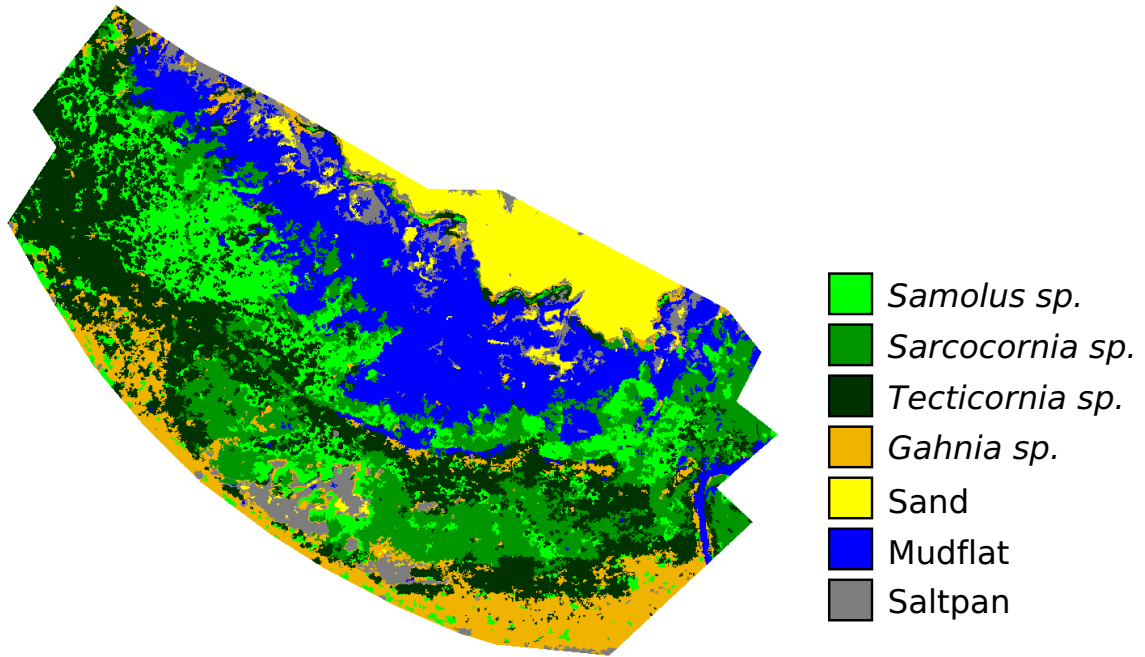 Samolus sp.
Sarcocornia sp.
Tecticornia sp.
Gahnia sp.
Sand
Mudflat
Saltpan